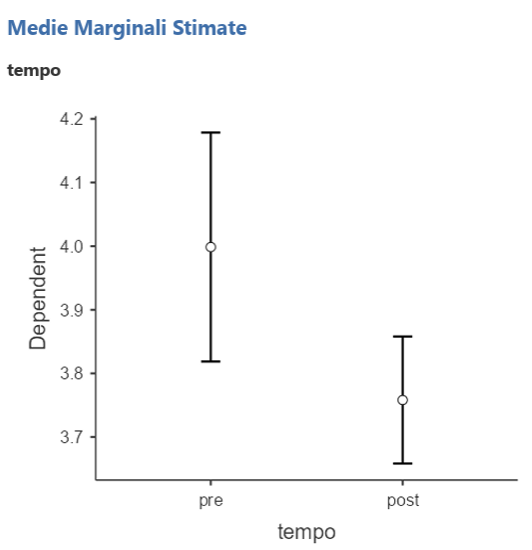 Medie Marginali Stimate
tempo
4.2
4.1
4.0
3.9
3.8
3.7
Dependent
pre post
tempo